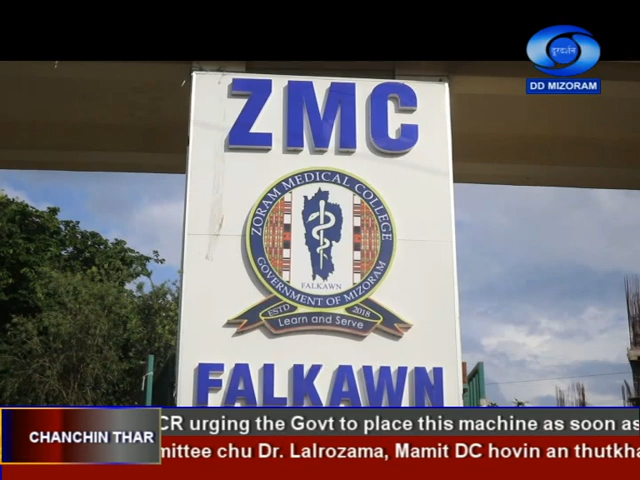 दूरदर्शन
DD MIZORAM
ZMC
ZORAM MEDICAL COLLEGE
FALKAWN
GOVERNMENT OF MIZORAM
ESTD 2018
Learn and Serve
FALKAWN
CHANCHIN THAR
CR urging the Govt to place this machine as soon as
mittee chu Dr. Lalrozama, Mamit DC hovin an thutkha